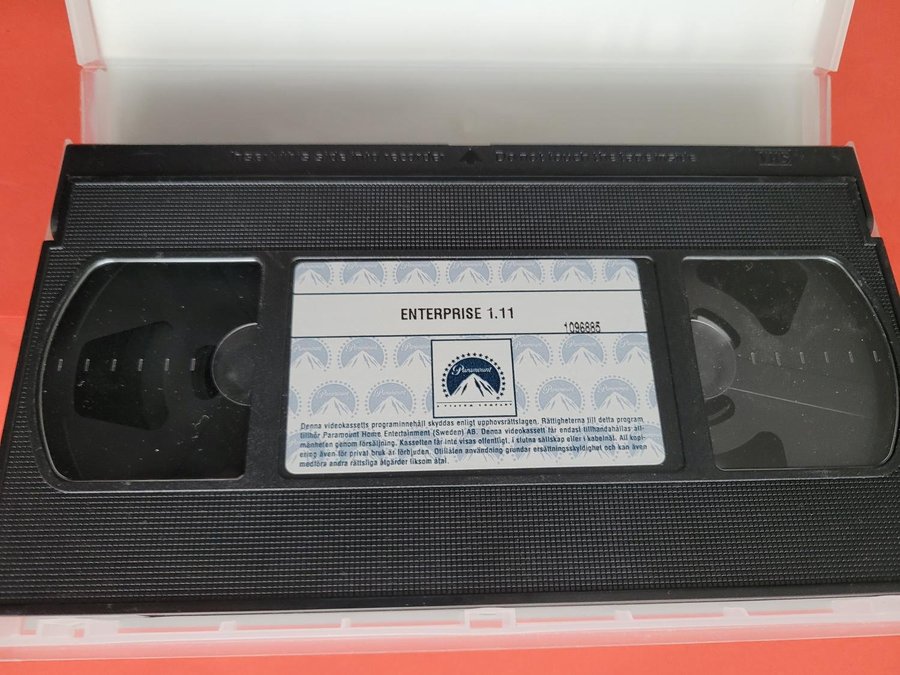 Insert this side into recorder ▲ Do not touch the tape inside
VHS
ENTERPRISE 1.11
1096885
Paramount
A VIACOM COMPANY
Denna videokassetts programinnehåll skyddas enligt upphovsrättslagen. Rättigheterna till detta program
tillhör Paramount Home Entertainment (Sweden) AB. Denna videokassett får endast tillhandahållas all-
mänheten genom försäljning. Kassetten får inte visas offentligt, i slutna sällskap eller i kabelnät. All kopi-
ering även för privat bruk är förbjuden. Otillåten användning grundar ersättningsskyldighet och kan även
medföra andra rättsliga åtgärder liksom åtal.